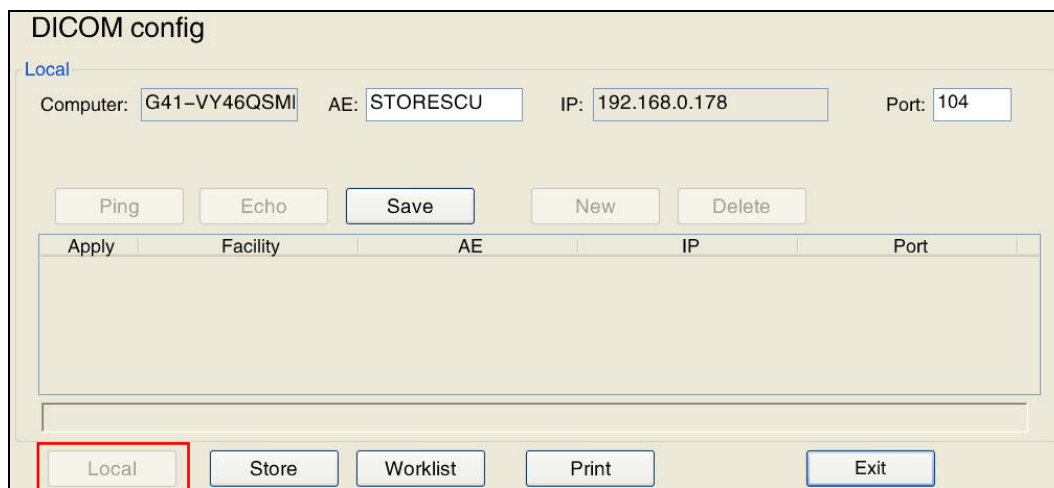 DICOM config
Local
Computer: G41-VY46QSMI AE: STORESCU IP: 192.168.0.178 Port: 104
Ping Echo Save New Delete
Apply Facility AE IP Port
Local Store Worklist Print Exit